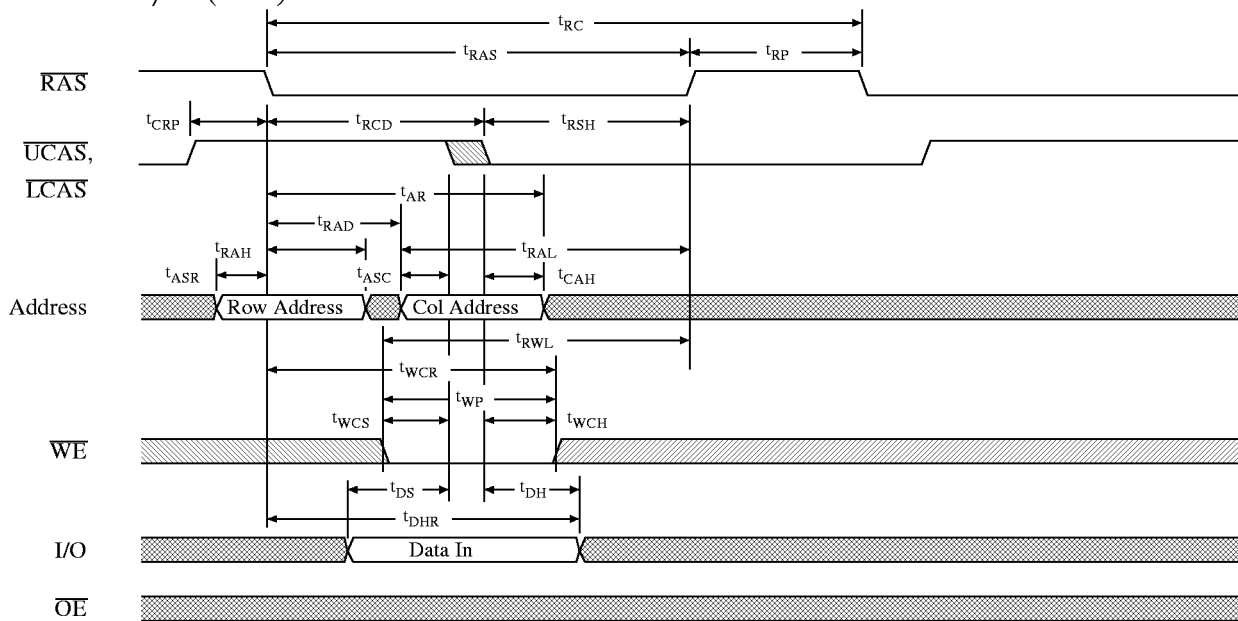 tRC
tRAS
tRP
RAS
tCRP
tRCD
tRSH
UCAS,
LCAS
tAR
tRAD
tRAH
tRAL
tASR
tASC
tCAH
Address
Row Address
Col Address
tRWL
tWCR
tWP
tWCS
tWCH
WE
tDS
tDH
tDHR
I/O
Data In
OE